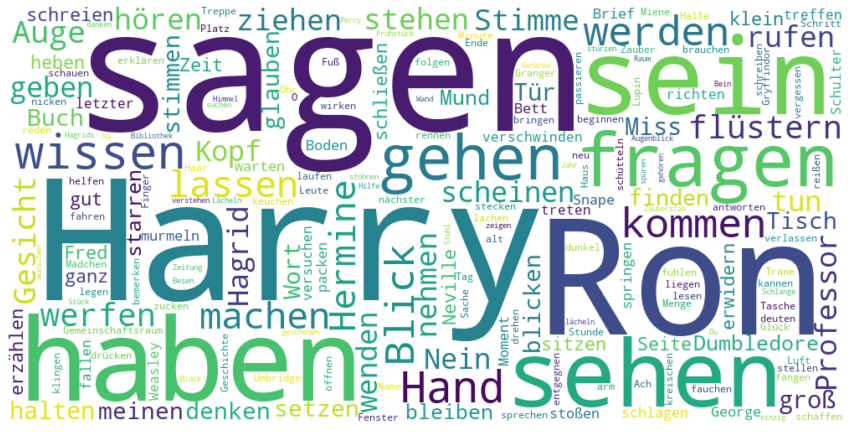 schreien
Treppe
danken
Percy
Frühstück
Platz
hören
ziehen
stehen
Stimme
werden
Brief
Miene
Halle
klein
treffen
Schritt
rufen
Auge
heben
schauen
erklären
Zeit
Fuß
Minute
Ende
Gedanke
folgen
stürzen
Zauber
brauchen
Granger
Raum
schreiben
Gryffindor
Bein
vergessen
Schulter
sagen
sein
geben
nicken
letzter
stimmen
suchen
Himmel
Ohr
O
wirken
Wand
schließen
Mund
Tür
Bett
bringen
passieren
Lupin
richten
beginnen
Buch
reden
Hagrids
Bibliothek
Na
glauben
Boden
rennen
verschwinden
Miss
flüstern
Augenblick
wissen
Kopf
warten
Haar
laufen
Leute
Jahr
gehen
fragen
spüren
gehören
neu
Haus
schütteln
reißen
Gesicht
helfen
Finger
gut
fahren
verstehen
Lächeln
lassen
keuchen
stöhnen
Hilfe
nächster
scheinen
stecken
lachen
zeigen
treten
Snape
finden
antworten
Zauberstab
tun
starren
murmeln
Harry
Ron
Hermine
Stuhl
alt
kommen
Tisch
verlassen
Fred
Mädchen
ganz
legen
bemerken
Zeitung
Besen
Stück
Hagrid
Wort
versuchen
packen
Blick
nehmen
Neville
Tag
Sache
drehen
blicken
springen
dunkel
fühlen
liegen
lesen
Menge
Träne
kannen
Schlange
Tasche
deuten
Glück
erwidern
Professor
werfen
zucken
machen
wenden
Nein
Moment
sitzen
Stunde
lächeln
Du
Seite
Dumbledore
Luft
stellen
fangen
erzählen
Gemeinschaftsraum
klingen
drücken
fallen
Weasley
Geschichte
Black
geschehen
Umbridge
öffnen
haben
Hand
sehen
entgegnen
arm
Ach
kreischen
fauchen
groß
halten
meinen
denken
setzen
Name
Fenster
bleiben
sprechen
stoßen
schlagen
George
einzig
schaffen